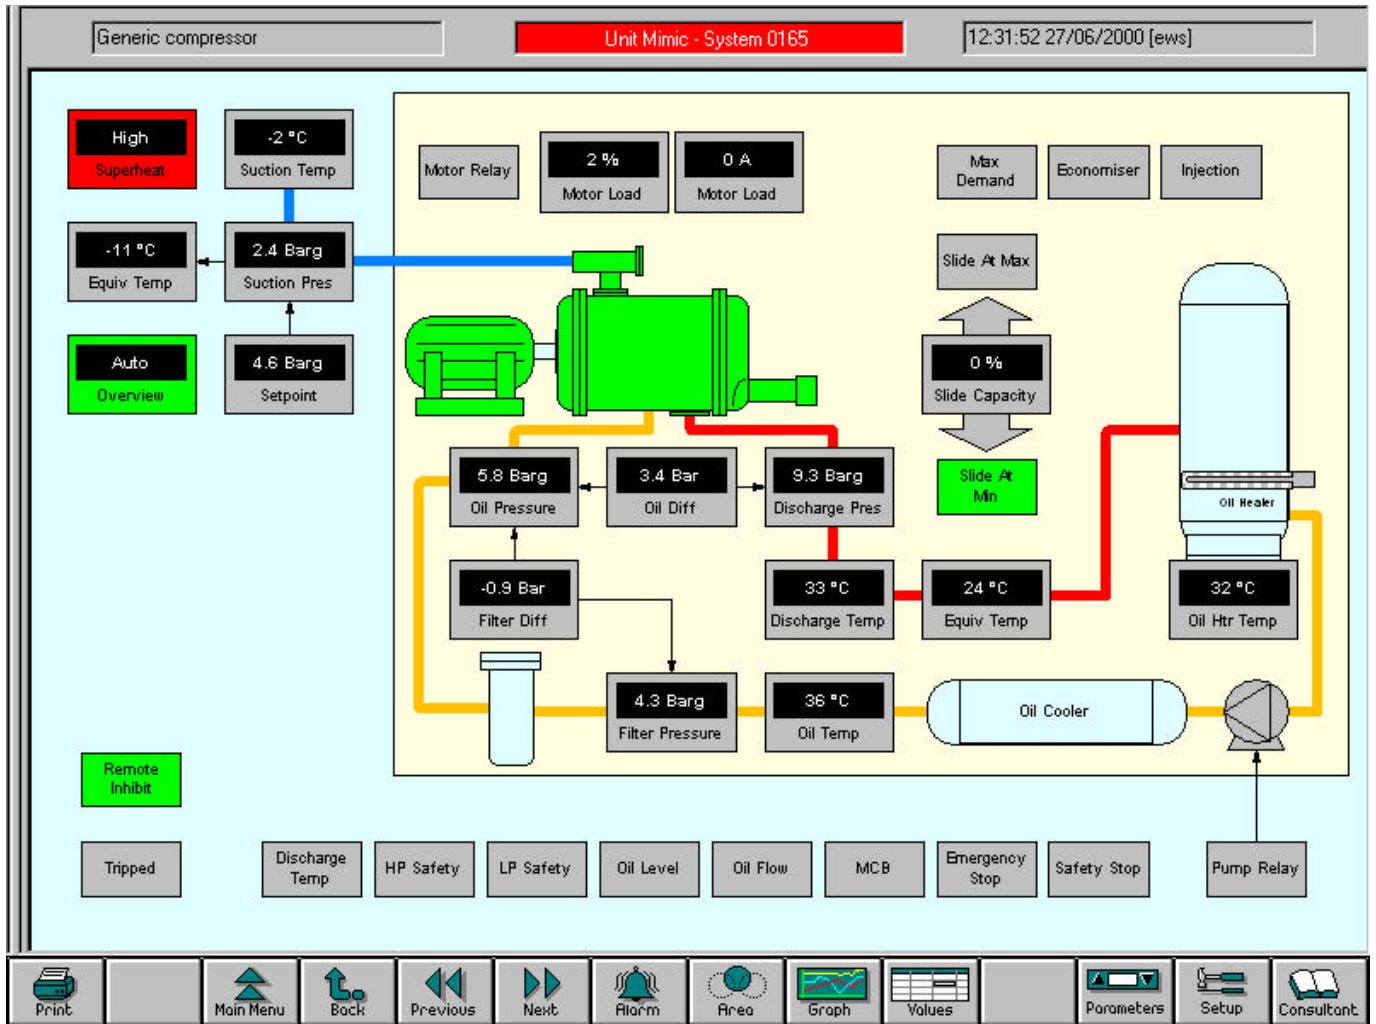 Generic compressor
Unit Mimic - System 0165
12:31:52 27/06/2000 [ews]
High
Superheat
-2 °C
Suction Temp
Motor Relay
2 %
Motor Load
0 A
Motor Load
Max
Demand
Economiser
Injection
-11 °C
Equiv Temp
2.4 Barg
Suction Pres
Slide At Max
Auto
Overview
4.6 Barg
Setpoint
0 %
Slide Capacity
5.8 Barg
Oil Pressure
3.4 Bar
Oil Diff
9.3 Barg
Discharge Pres
Slide At
Min
Oil Heater
-0.9 Bar
Filter Diff
33 °C
Discharge Temp
24 °C
Equiv Temp
32 °C
Oil Htr Temp
4.3 Barg
Filter Pressure
36 °C
Oil Temp
Oil Cooler
Remote
Inhibit
Tripped
Discharge
Temp
HP Safety
LP Safety
Oil Level
Oil Flow
MCB
Emergency
Stop
Safety Stop
Pump Relay
Print
Main Menu
Back
Previous
Next
Alarm
Area
Graph
Values
Parameters
Setup
Consultant